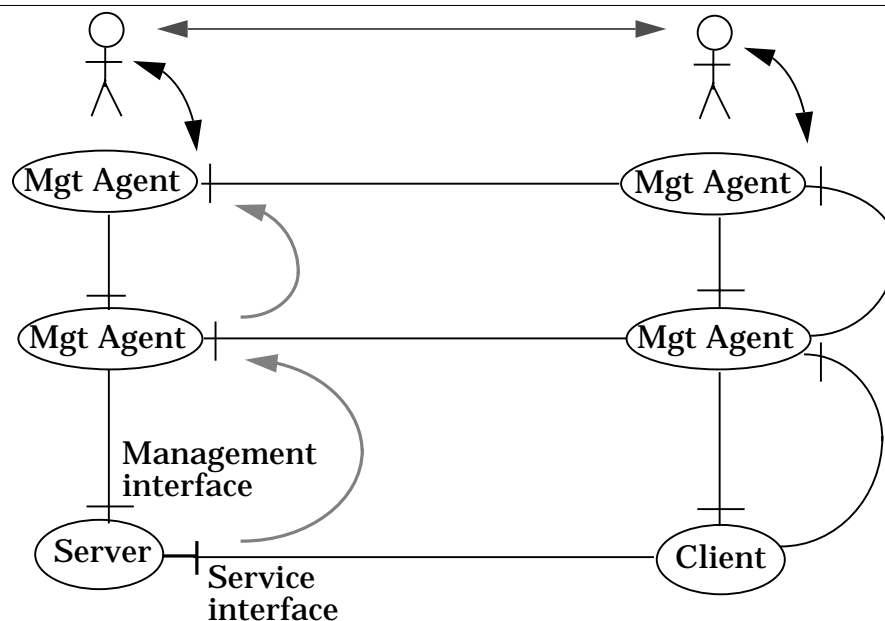 Mgt Agent
Mgt Agent
Mgt Agent
Mgt Agent
Management
interface
Server
Client
Service
interface